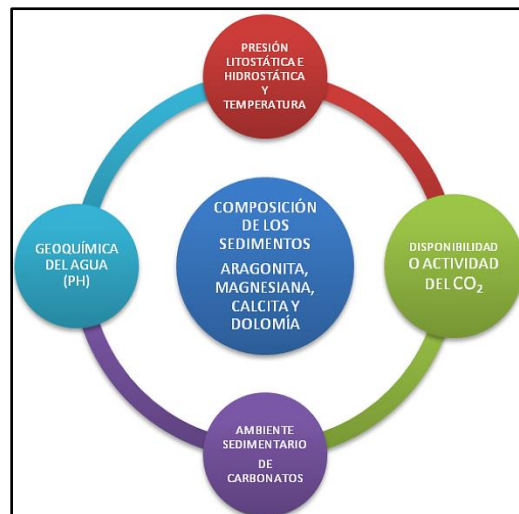 PRESIÓN
LITOSTÁTICA E
HIDROSTÁTICA
Y
TEMPERATURA
GEOQUÍMICA
DEL AGUA
(PH)
COMPOSICIÓN
DE LOS
SEDIMENTOS
ARAGONITA,
MAGNESIANA,
CALCITA Y
DOLOMÍA
DISPONIBILIDAD
O ACTIVIDAD
DEL CO₂
AMBIENTE
SEDIMENTARIO
DE
CARBONATOS